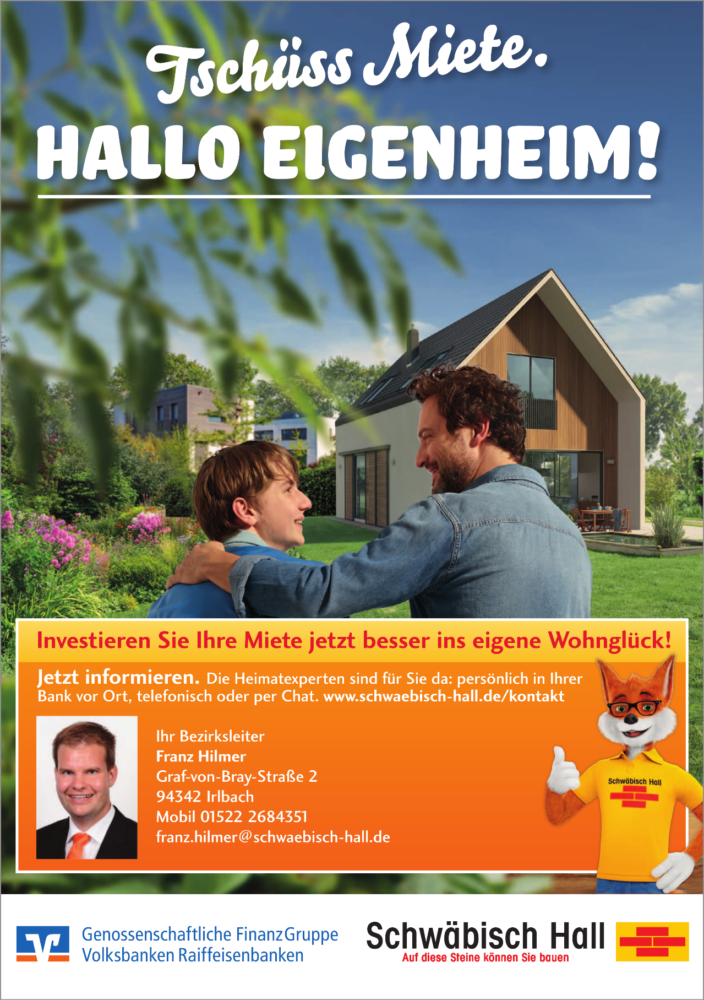 Tschüss Miete.
HALLO EIGENHEIM!
Investieren Sie Ihre Miete jetzt besser ins eigene Wohnglück!
Jetzt informieren. Die Heimatexperten sind für Sie da: persönlich in Ihrer
Bank vor Ort, telefonisch oder per Chat. www.schwaebisch-hall.de/kontakt
Ihr Bezirksleiter
Franz Hilmer
Graf-von-Bray-Straße 2
94342 Irlbach
Mobil 01522 2684351
franz.hilmer@schwaebisch-hall.de
Schwäbisch Hall
Genossenschaftliche FinanzGruppe
Volksbanken Raiffeisenbanken
Schwäbisch Hall
Auf diese Steine können Sie bauen